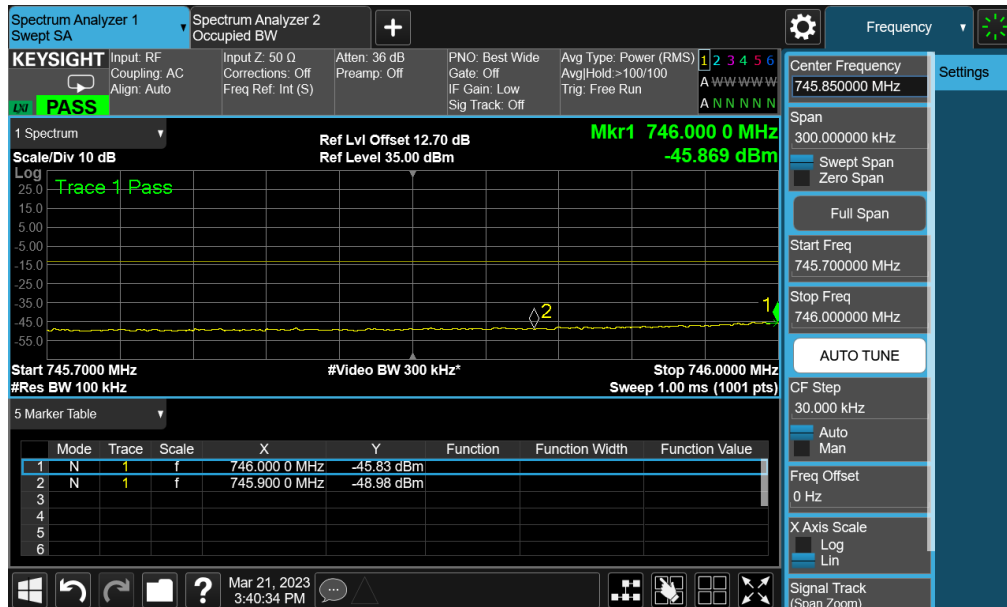 Spectrum Analyzer 1
Swept SA
Spectrum Analyzer 2
Occupied BW
Frequency
KEYSIGHT
LXI
PASS
Input: RF
Coupling: AC
Align: Auto
Input Z: 50 Ω
Corrections: Off
Freq Ref: Int (S)
Atten: 36 dB
Preamp: Off
PNO: Best Wide
Gate: Off
IF Gain: Low
Sig Track: Off
Avg Type: Power (RMS)
Avg|Hold:>100/100
Trig: Free Run
1 2 3 4 5 6
A W W W W W
A N N N N N
1 Spectrum
Scale/Div 10 dB
Ref Lvl Offset 12.70 dB
Ref Level 35.00 dBm
Mkr1 746.000 0 MHz
-45.869 dBm
Log
Trace 1 Pass
25.0
15.0
5.00
-5.00
-15.0
-25.0
-35.0
-45.0
-55.0
2
1
Start 745.7000 MHz
#Res BW 100 kHz
#Video BW 300 kHz*
Stop 746.0000 MHz
Sweep 1.00 ms (1001 pts)
5 Marker Table
Mode Trace Scale X Y Function Function Width Function Value
1 N 1 f 746.000 0 MHz -45.83 dBm
2 N 1 f 745.900 0 MHz -48.98 dBm
3
4
5
6
Mar 21, 2023
3:40:34 PM
Center Frequency
745.850000 MHz
Span
300.000000 kHz
Swept Span
Zero Span
Full Span
Start Freq
745.700000 MHz
Stop Freq
746.000000 MHz
AUTO TUNE
CF Step
30.000 kHz
Auto
Man
Freq Offset
0 Hz
X Axis Scale
Log
Lin
Signal Track
(Span Zoom)
Settings